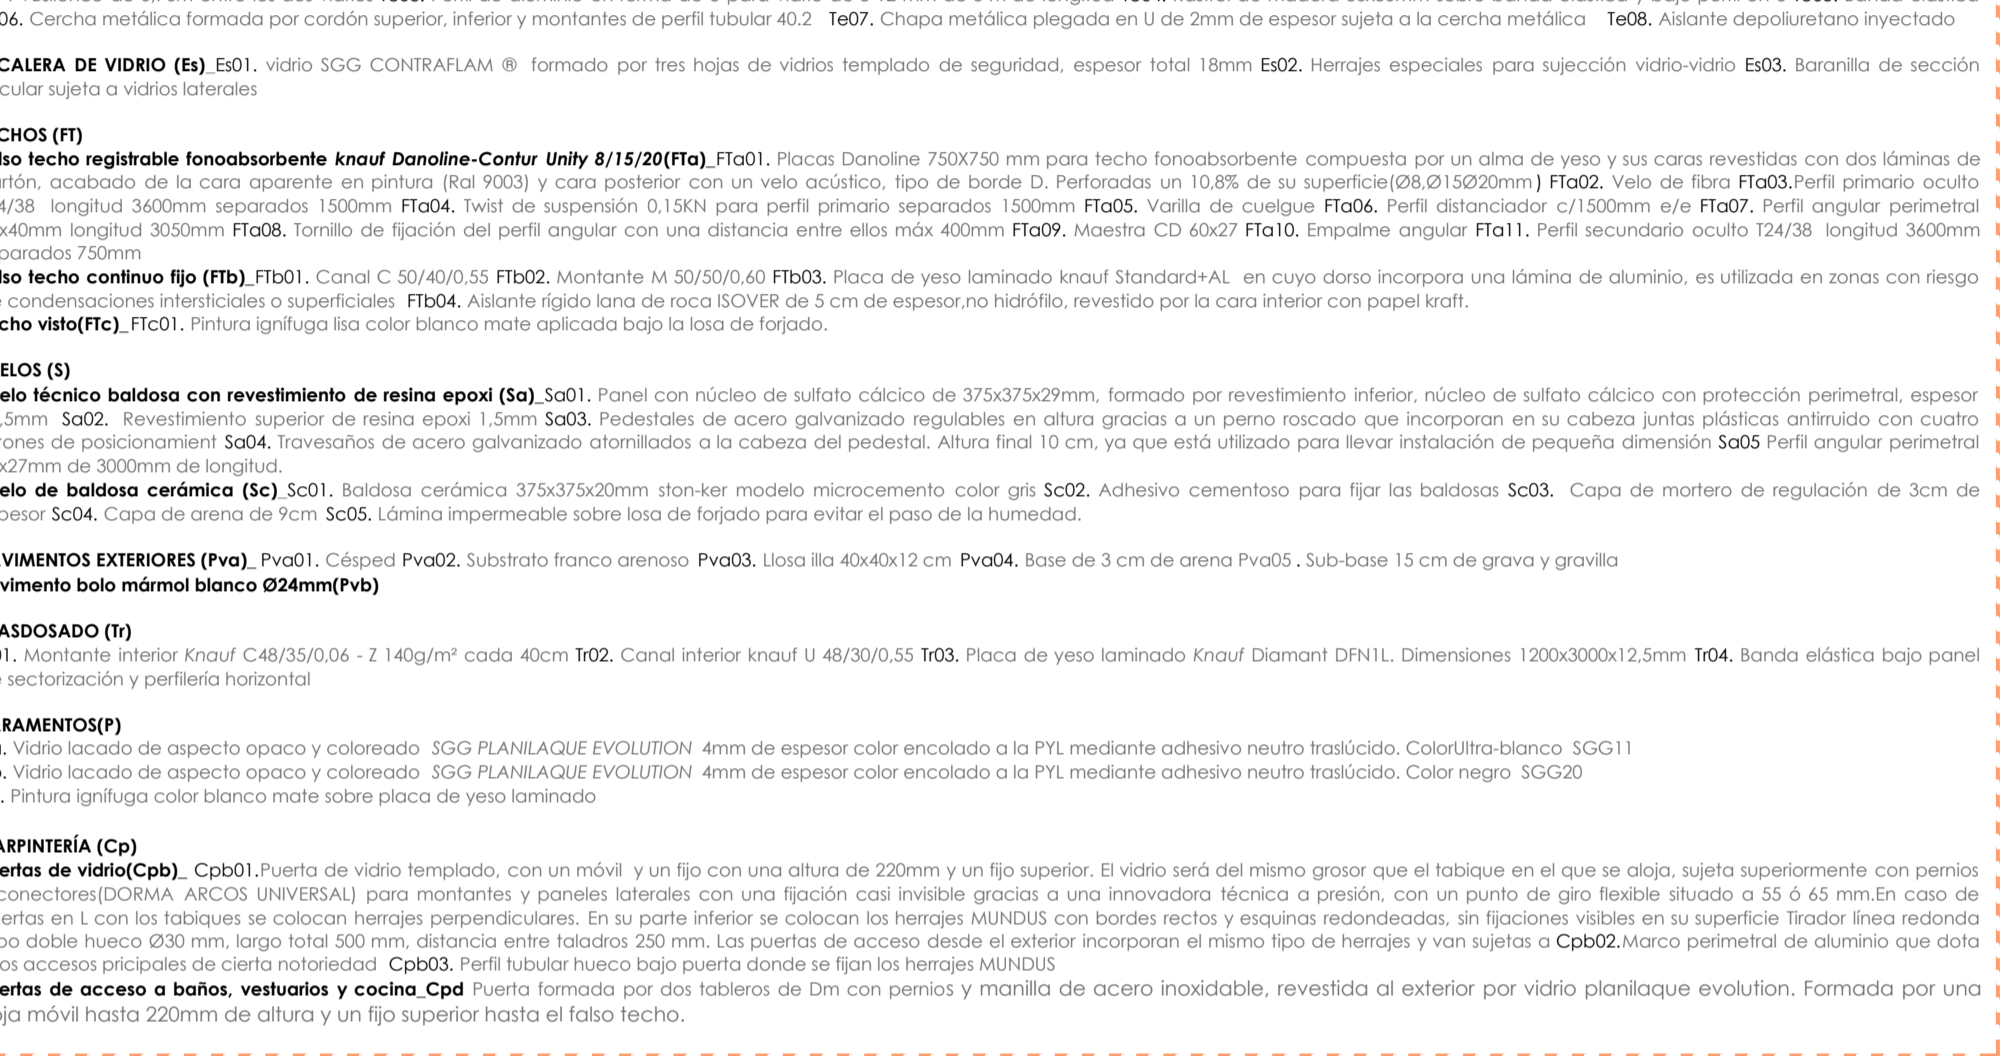 06. Cercha metálica formada por cordón superior, inferior y montantes de perfil tubular 40.2 Te07. Chapa metálica plegada en U de 2mm de espesor sujeta a la cercha metálica Te08. Aislante depoliuretano inyectado
CALERA DE VIDRIO (Es)_Es01. vidrio SGG CONTRAFLAM ® formado por tres hojas de vidrios templado de seguridad, espesor total 18mm Es02. Herrajes especiales para sujección vidrio-vidrio Es03. Baranilla de sección
cular sujeta a vidrios laterales
CHOS (FT)
lso techo registrable fonoabsorbente knauf Danoline-Contur Unity 8/15/20(FTa)_FTa01. Placas Danoline 750X750 mm para techo fonoabsorbente compuesta por un alma de yeso y sus caras revestidas con dos láminas de
rtón, acabado de la cara aparente en pintura (Ral 9003) y cara posterior con un velo acústico, tipo de borde D. Perforadas un 10,8% de su superficie(Ø8,Ø15Ø20mm) FTa02. Velo de fibra FTa03.Perfil primario oculto
4/38 longitud 3600mm separados 1500mm FTa04. Twist de suspensión 0,15KN para perfil primario separados 1500mm FTa05. Varilla de cuelgue FTa06. Perfil distanciador c/1500mm e/e FTa07. Perfil angular perimetral
x40mm longitud 3050mm FTa08. Tornillo de fijación del perfil angular con una distancia entre ellos máx 400mm FTa09. Maestra CD 60x27 FTa10. Empalme angular FTa11. Perfil secundario oculto T24/38 longitud 3600mm
parados 750mm
lso techo continuo fijo (FTb)_FTb01. Canal C 50/40/0,55 FTb02. Montante M 50/50/0,60 FTb03. Placa de yeso laminado knauf Standard+AL en cuyo dorso incorpora una lámina de aluminio, es utilizada en zonas con riesgo
e condensaciones intersticiales o superficiales FTb04. Aislante rígido lana de roca ISOVER de 5 cm de espesor,no hidrófilo, revestido por la cara interior con papel kraft.
cho visto(FTc)_FTc01. Pintura ignífuga lisa color blanco mate aplicada bajo la losa de forjado.
ELOS (S)
elo técnico baldosa con revestimiento de resina epoxi (Sa)_Sa01. Panel con núcleo de sulfato cálcico de 375x375x29mm, formado por revestimiento inferior, núcleo de sulfato cálcico con protección perimetral, espesor
,5mm Sa02. Revestimiento superior de resina epoxi 1,5mm Sa03. Pedestales de acero galvanizado regulables en altura gracias a un perno roscado que incorporan en su cabeza juntas plásticas antirruido con cuatro
tones de posicionamient Sa04. Travesaños de acero galvanizado atornillados a la cabeza del pedestal. Altura final 10 cm, ya que está utilizado para llevar instalación de pequeña dimensión Sa05 Perfil angular perimetral
x27mm de 3000mm de longitud.
elo de baldosa cerámica (Sc)_Sc01. Baldosa cerámica 375x375x20mm ston-ker modelo microcemento color gris Sc02. Adhesivo cementoso para fijar las baldosas Sc03. Capa de mortero de regulación de 3cm de
pesor Sc04. Capa de arena de 9cm Sc05. Lámina impermeable sobre losa de forjado para evitar el paso de la humedad.
VIMENTOS EXTERIORES (Pva)_ Pva01. Césped Pva02. Substrato franco arenoso Pva03. Llosa illa 40x40x12 cm Pva04. Base de 3 cm de arena Pva05 . Sub-base 15 cm de grava y gravilla
vimento bolo mármol blanco Ø24mm(Pvb)
ASDOSADO (Tr)
01. Montante interior Knauf C48/35/0,06 - Z 140g/m² cada 40cm Tr02. Canal interior knauf U 48/30/0,55 Tr03. Placa de yeso laminado Knauf Diamant DFN1L. Dimensiones 1200x3000x12,5mm Tr04. Banda elástica bajo panel
e sectorización y perfilería horizontal
RAMENTOS(P)
. Vidrio lacado de aspecto opaco y coloreado SGG PLANILAQUE EVOLUTION 4mm de espesor color encolado a la PYL mediante adhesivo neutro traslúcido. ColorUltra-blanco SGG11
. Vidrio lacado de aspecto opaco y coloreado SGG PLANILAQUE EVOLUTION 4mm de espesor color encolado a la PYL mediante adhesivo neutro traslúcido. Color negro SGG20
. Pintura ignífuga color blanco mate sobre placa de yeso laminado
ARPINTERÍA (Cp)
ertas de vidrio(Cpb)_ Cpb01.Puerta de vidrio templado, con un móvil y un fijo con una altura de 220mm y un fijo superior. El vidrio será del mismo grosor que el tabique en el que se aloja, sujeta superiormente con pernios
conectores(DORMA ARCOS UNIVERSAL) para montantes y paneles laterales con una fijación casi invisible gracias a una innovadora técnica a presión, con un punto de giro flexible situado a 55 ó 65 mm.En caso de
ertas en L con los tabiques se colocan herrajes perpendiculares. En su parte inferior se colocan los herrajes MUNDUS con bordes rectos y esquinas redondeadas, sin fijaciones visibles en su superficie Tirador línea redonda
po doble hueco Ø30 mm, largo total 500 mm, distancia entre taladros 250 mm. Las puertas de acceso desde el exterior incorporan el mismo tipo de herrajes y van sujetas a Cpb02.Marco perimetral de aluminio que dota
os accesos pricipales de cierta notoriedad Cpb03. Perfil tubular hueco bajo puerta donde se fijan los herrajes MUNDUS
ertas de acceso a baños, vestuarios y cocina_Cpd Puerta formada por dos tableros de Dm con pernios y manilla de acero inoxidable, revestida al exterior por vidrio planilaque evolution. Formada por una
oja móvil hasta 220mm de altura y un fijo superior hasta el falso techo.